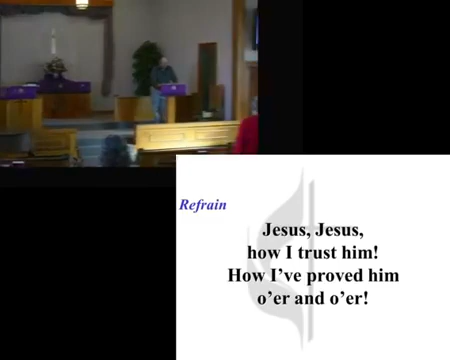 Refrain
Jesus, Jesus,
how I trust him!
How I've proved him
o'er and o'er!